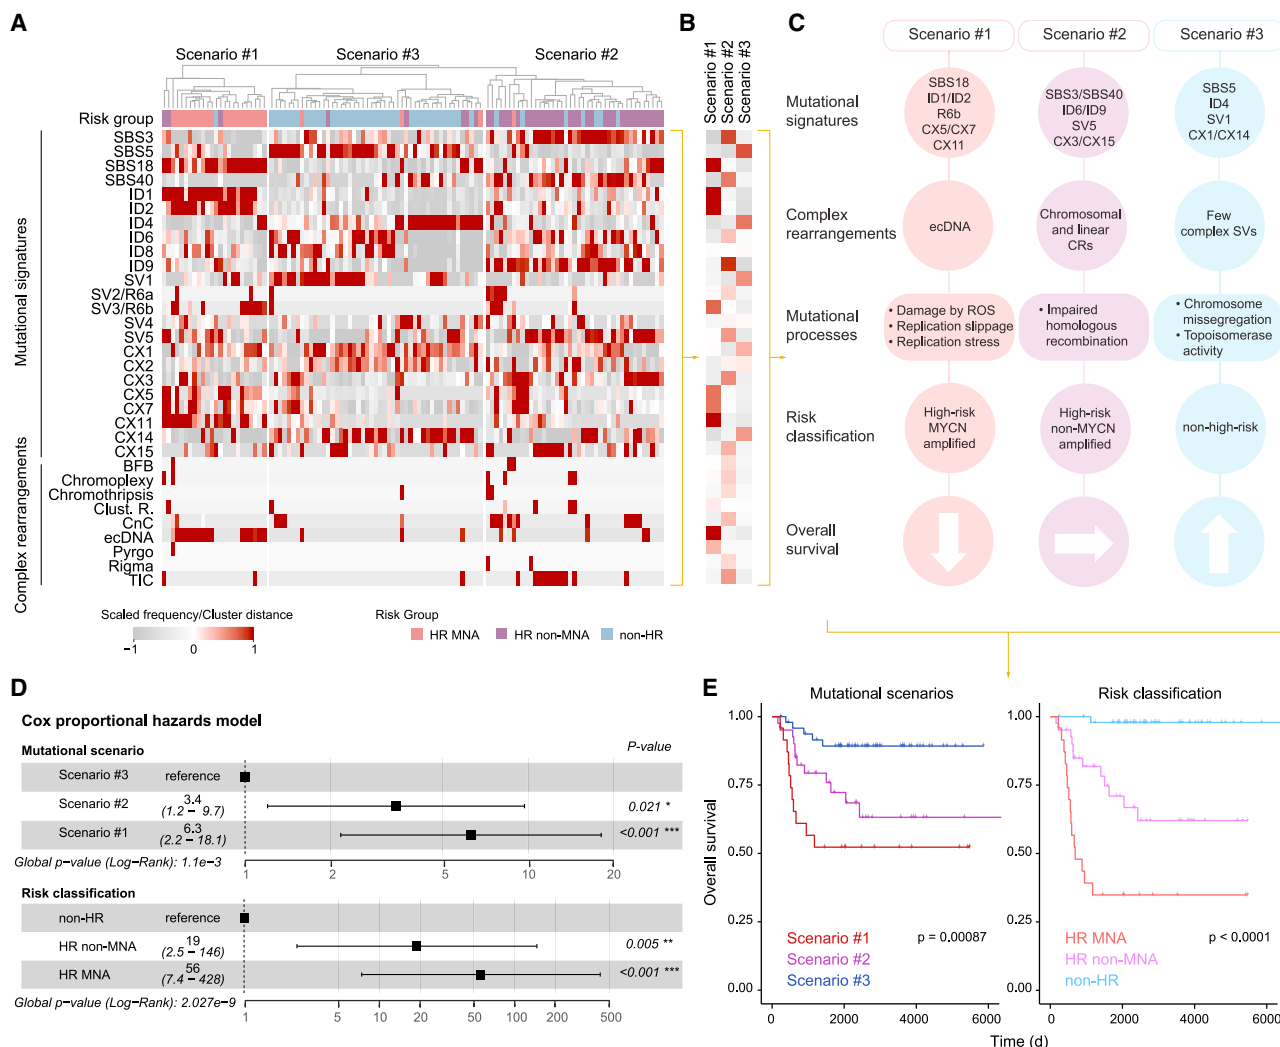 A
Scenario #1
Scenario #3
Scenario #2
Risk group
Mutational signatures
SBS3
SBS5
SBS18
SBS40
ID1
ID2
ID4
ID6
ID8
ID9
SV1
SV2/R6a
SV3/R6b
SV4
SV5
CX1
CX2
CX3
CX5
CX7
CX11
CX14
CX15
Complex rearrangements
BFB
Chromoplexy
Chromothripsis
Clust. R.
CnC
ecDNA
Pyrgo
Rigma
TIC
Scaled frequency/Cluster distance
−1
0
1
Risk Group
HR MNA
HR non−MNA
non−HR
B
Scenario #1
Scenario #2
Scenario #3
C
Scenario #1
Scenario #2
Scenario #3
Mutational
signatures
SBS18
ID1/ID2
R6b
CX5/CX7
CX11
SBS3/SBS40
ID6/ID9
SV5
CX3/CX15
SBS5
ID4
SV1
CX1/CX14
Complex
rearrangements
ecDNA
Chromosomal
and linear
CRs
Few
complex SVs
Mutational
processes
• Damage by ROS
• Replication slippage
• Replication stress
• Impaired
homologous
recombination
• Chromosome
missegregation
• Topoisomerase
activity
Risk
classification
High-risk
MYCN
amplified
High-risk
non-MYCN
amplified
non-high-risk
Overall
survival
D
Cox proportional hazards model
Mutational scenario
P-value
Scenario #3
reference
Scenario #2
3.4
(1.2 − 9.7)
0.021 *
Scenario #1
6.3
(2.2 − 18.1)
<0.001 ***
Global p−value (Log−Rank): 1.1e−3
1
2
5
10
20
Risk classification
non-HR
reference
HR non−MNA
19
(2.5 − 146)
0.005 **
HR MNA
56
(7.4 − 428)
<0.001 ***
Global p−value (Log−Rank): 2.027e−9
1
5
10
20
50
100
200
500
E
Mutational scenarios
Risk classification
Overall survival
1.00
0.75
0.50
0.25
0.00
Scenario #1
Scenario #2
Scenario #3
p = 0.00087
0
2000
4000
6000
1.00
0.75
0.50
0.25
0.00
HR MNA
HR non−MNA
non−HR
p < 0.0001
0
2000
4000
6000
Time (d)